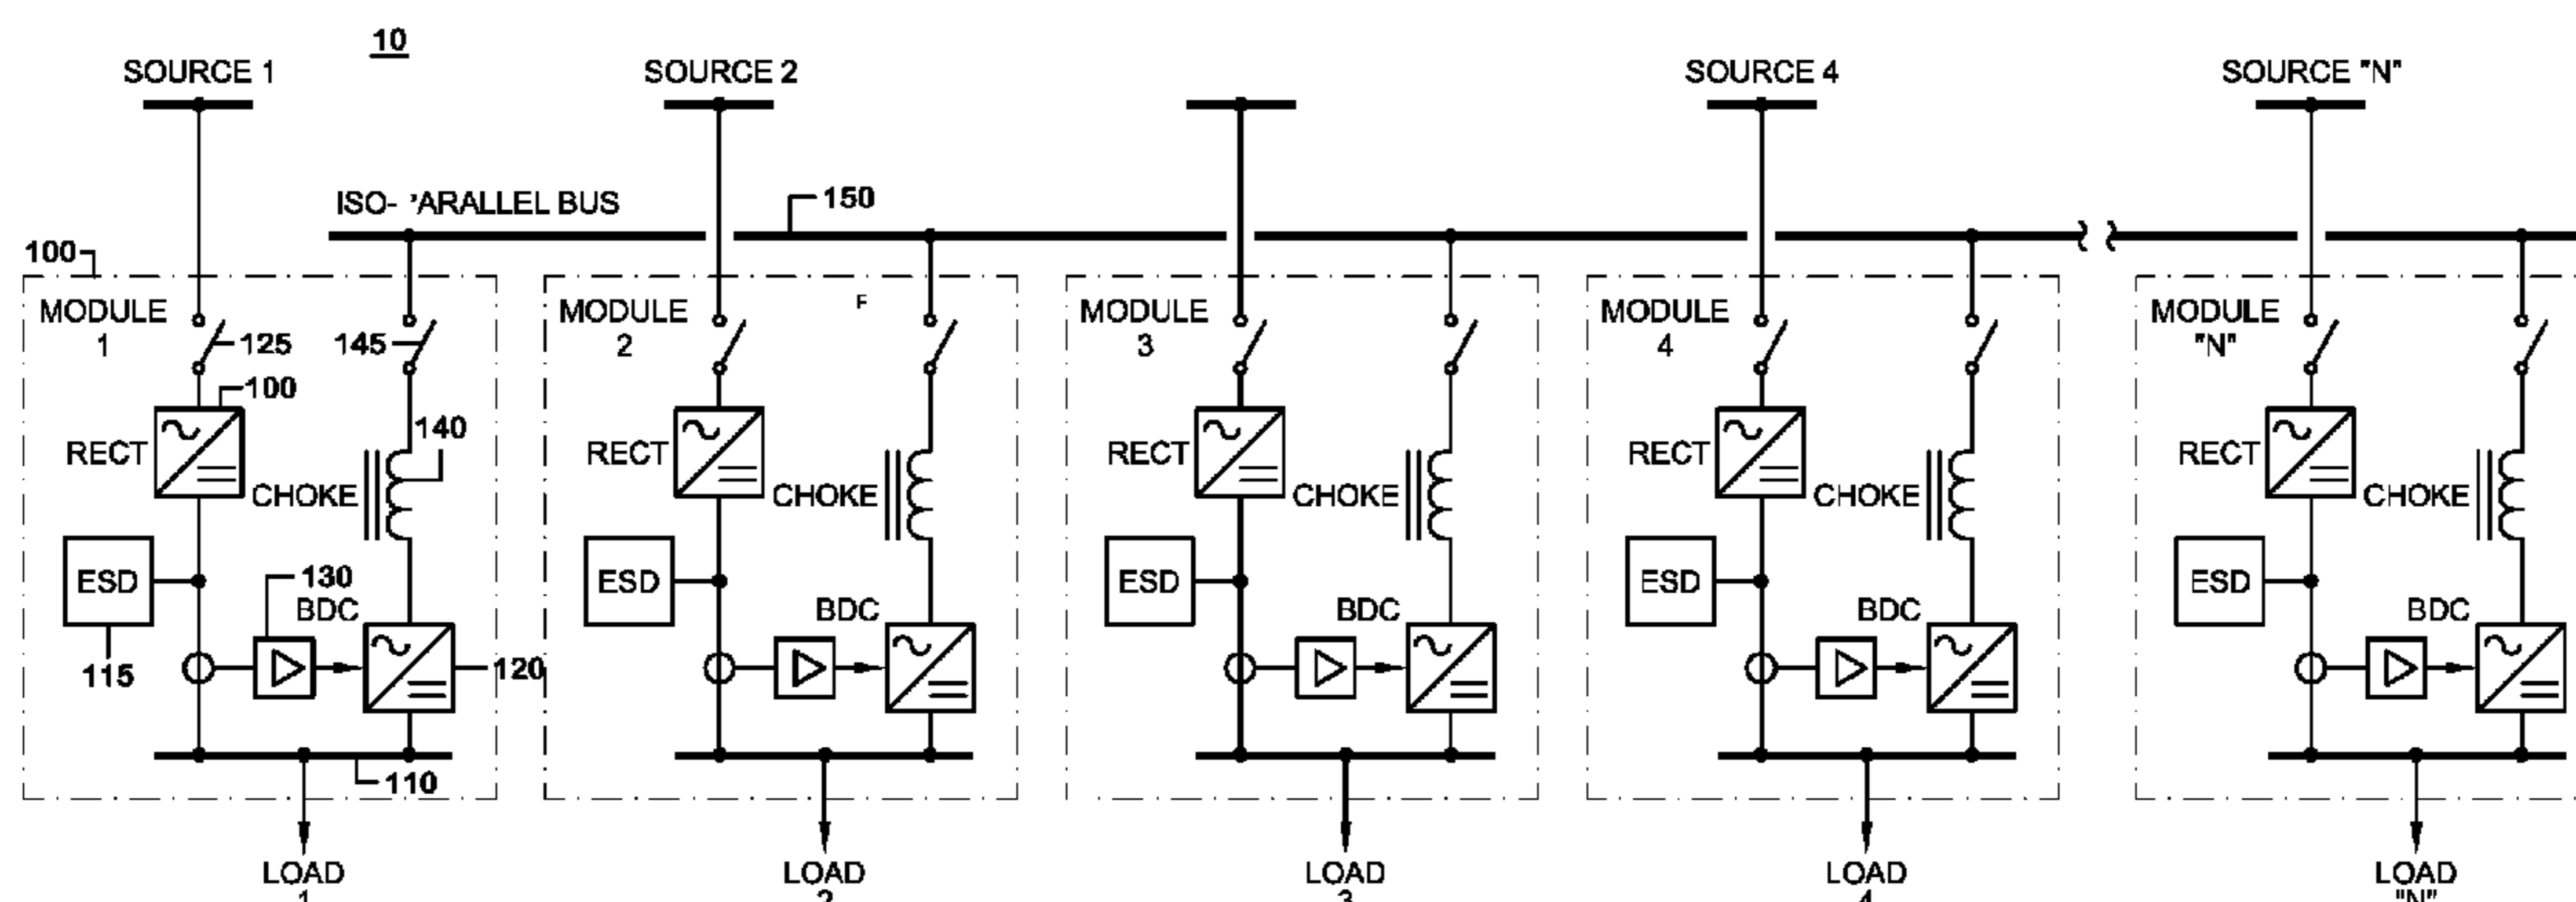 10
SOURCE 1
SOURCE 2
SOURCE 4
SOURCE "N"
ISO- 'ARALLEL BUS
150
100
MODULE
1
125
145
100
RECT
140
CHOKE
ESD
130
BDC
115
120
110
LOAD
1
MODULE
2
F
RECT
CHOKE
ESD
BDC
LOAD
2
MODULE
3
RECT
CHOKE
ESD
BDC
LOAD
3
MODULE
4
RECT
CHOKE
ESD
BDC
LOAD
4
MODULE
"N"
RECT
CHOKE
ESD
BDC
LOAD
"N"